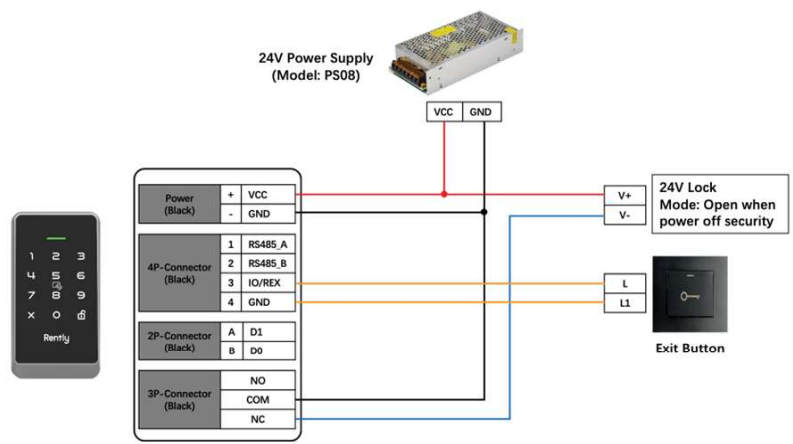 24V Power Supply
(Model: PS08)
VCC GND
Power
(Black)
+ VCC
- GND
4P-Connector
(Black)
1 RS485_A
2 RS485_B
3 IO/REX
4 GND
2P-Connector
(Black)
A D1
B D0
3P-Connector
(Black)
NO
COM
NC
V+
V-
24V Lock
Mode: Open when
power off security
L
L1
Exit Button
1 2 3
4 5 6
7 8 9
X 0
Rently